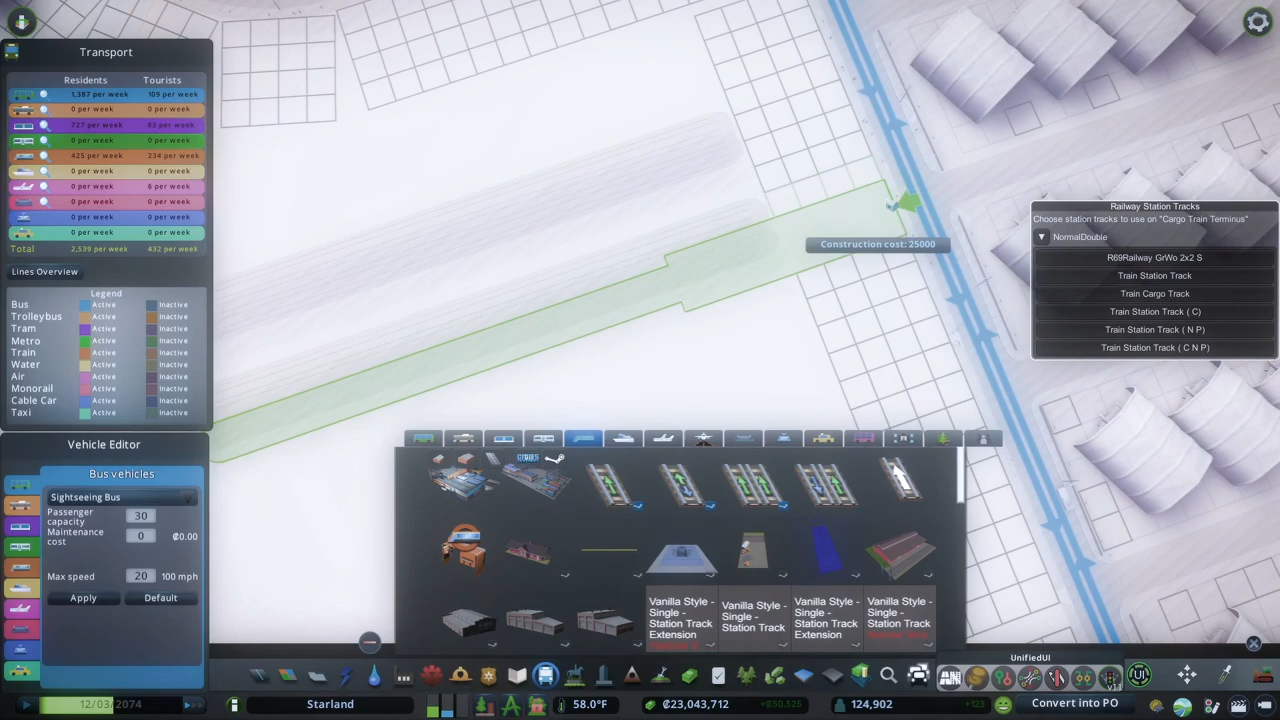 Transport
Residents Tourists
1,387 per week 109 per week
0 per week 0 per week
727 per week 83 per week
0 per week 0 per week
425 per week 234 per week
0 per week 0 per week
0 per week 6 per week
0 per week 0 per week
0 per week 0 per week
0 per week 0 per week
Total 2,539 per week 432 per week
Lines Overview
Legend
Bus Active Inactive
Trolleybus Active Inactive
Tram Active Inactive
Metro Active Inactive
Train Active Inactive
Water Active Inactive
Air Active Inactive
Monorail Active Inactive
Cable Car Active Inactive
Taxi Active Inactive
Vehicle Editor
Bus vehicles
Sightseeing Bus
Passenger capacity 30
Maintenance cost 0 ₡0.00
Max speed 20 100 mph
Apply Default
Construction cost: 25000
Railway Station Tracks
Choose station tracks to use on "Cargo Train Terminus"
NormalDouble
R69Railway GrWo 2x2 S
Train Station Track
Train Cargo Track
Train Station Track ( C)
Train Station Track ( N P)
Train Station Track ( C N P)
Vanilla Style - Single - Station Track Extension
Vanilla Style - Single - Station Track
Vanilla Style - Single - Station Track Extension
Vanilla Style - Single - Station Track
UnifiedUI
UI
12/03/2074
Starland
58.0°F
₡23,043,712
+₡50,525
124,902
+123
Convert into PO